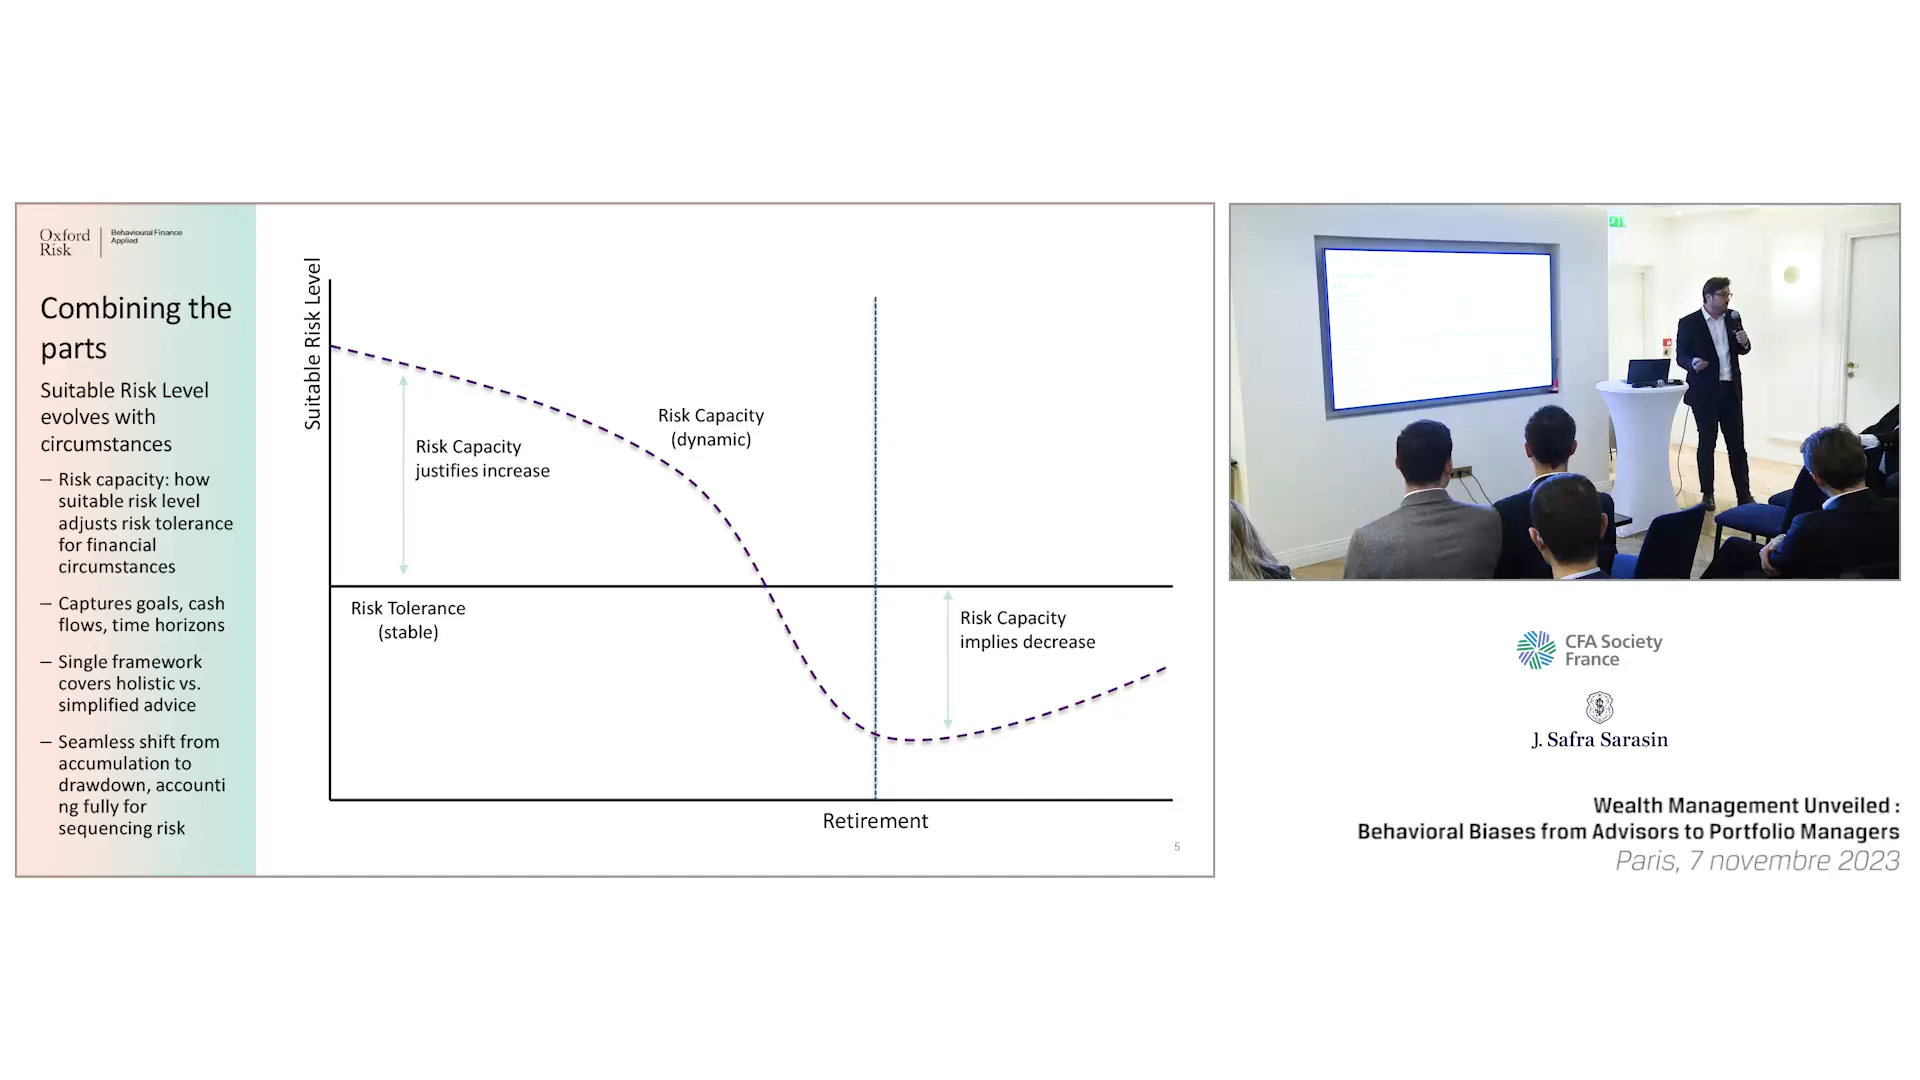 Oxford
Risk
Behavioural Finance
Applied
Combining the
parts
Suitable Risk Level
evolves with
circumstances
– Risk capacity: how
suitable risk level
adjusts risk tolerance
for financial
circumstances
– Captures goals, cash
flows, time horizons
– Single framework
covers holistic vs.
simplified advice
– Seamless shift from
accumulation to
drawdown, accounti
ng fully for
sequencing risk
Suitable Risk Level
Risk Capacity
(dynamic)
Risk Capacity
justifies increase
Risk Tolerance
(stable)
Risk Capacity
implies decrease
Retirement
5
CFA Society
France
J. Safra Sarasin
Wealth Management Unveiled :
Behavioral Biases from Advisors to Portfolio Managers
Paris, 7 novembre 2023